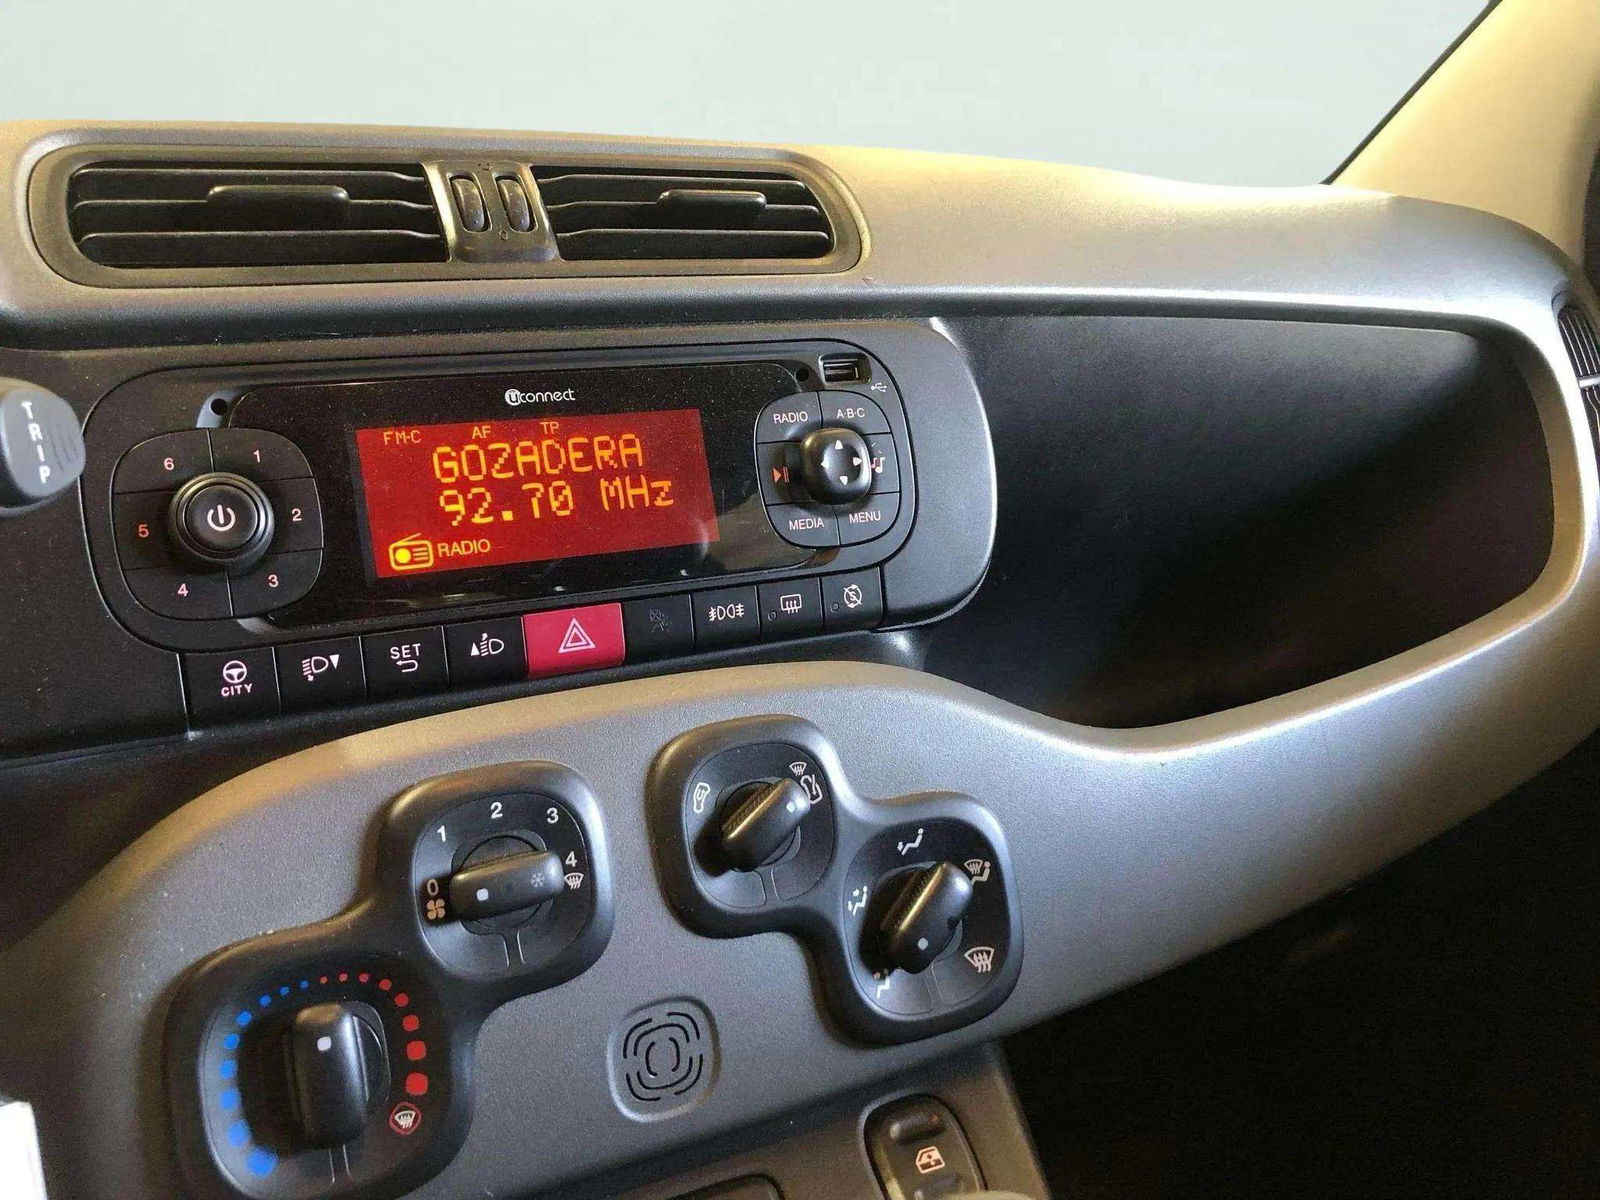 uconnect
FM-C AF TP
GOZADERA
92.70 MHz
RADIO
TRIP
6 1
5 2
4 3
RADIO A·B·C
MEDIA MENU
CITY
SET
1 2 3
0 4